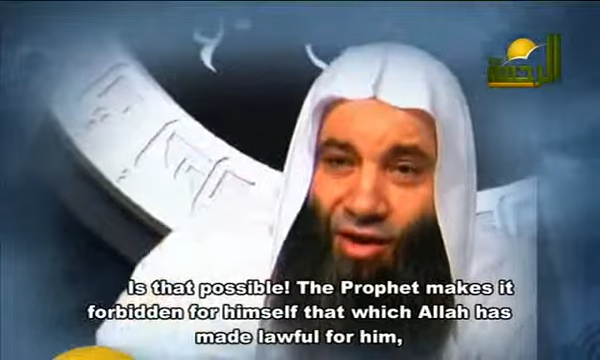 الرحمة
Is that possible! The Prophet makes it
forbidden for himself that which Allah has
made lawful for him,